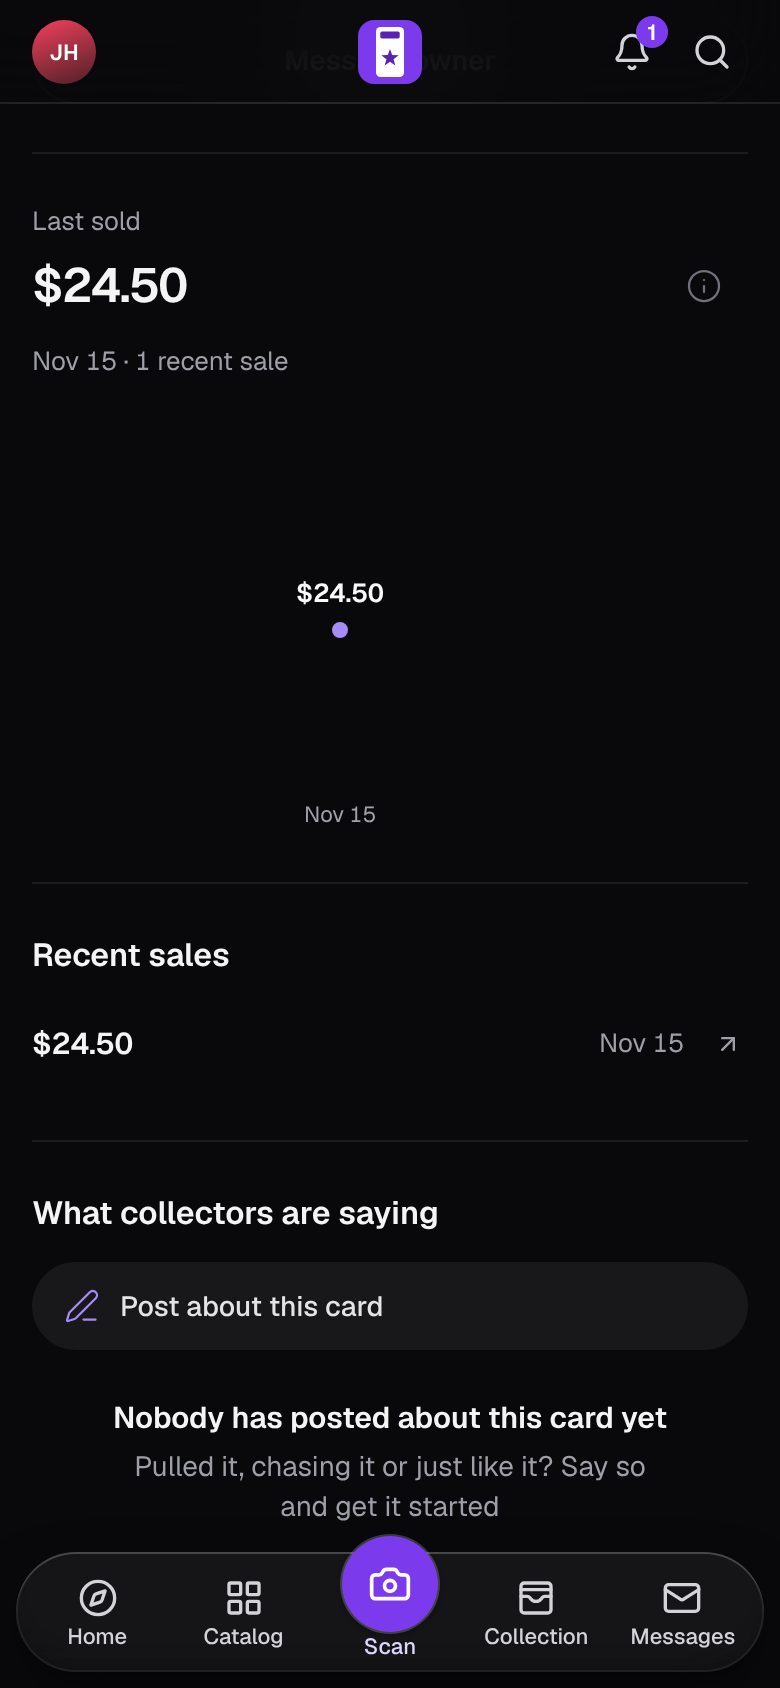 JH
1
Message owner
Last sold
$24.50
Nov 15 · 1 recent sale
$24.50
Nov 15
Recent sales
$24.50
Nov 15
What collectors are saying
Post about this card
Nobody has posted about this card yet
Pulled it, chasing it or just like it? Say so
and get it started
Home
Catalog
Scan
Collection
Messages